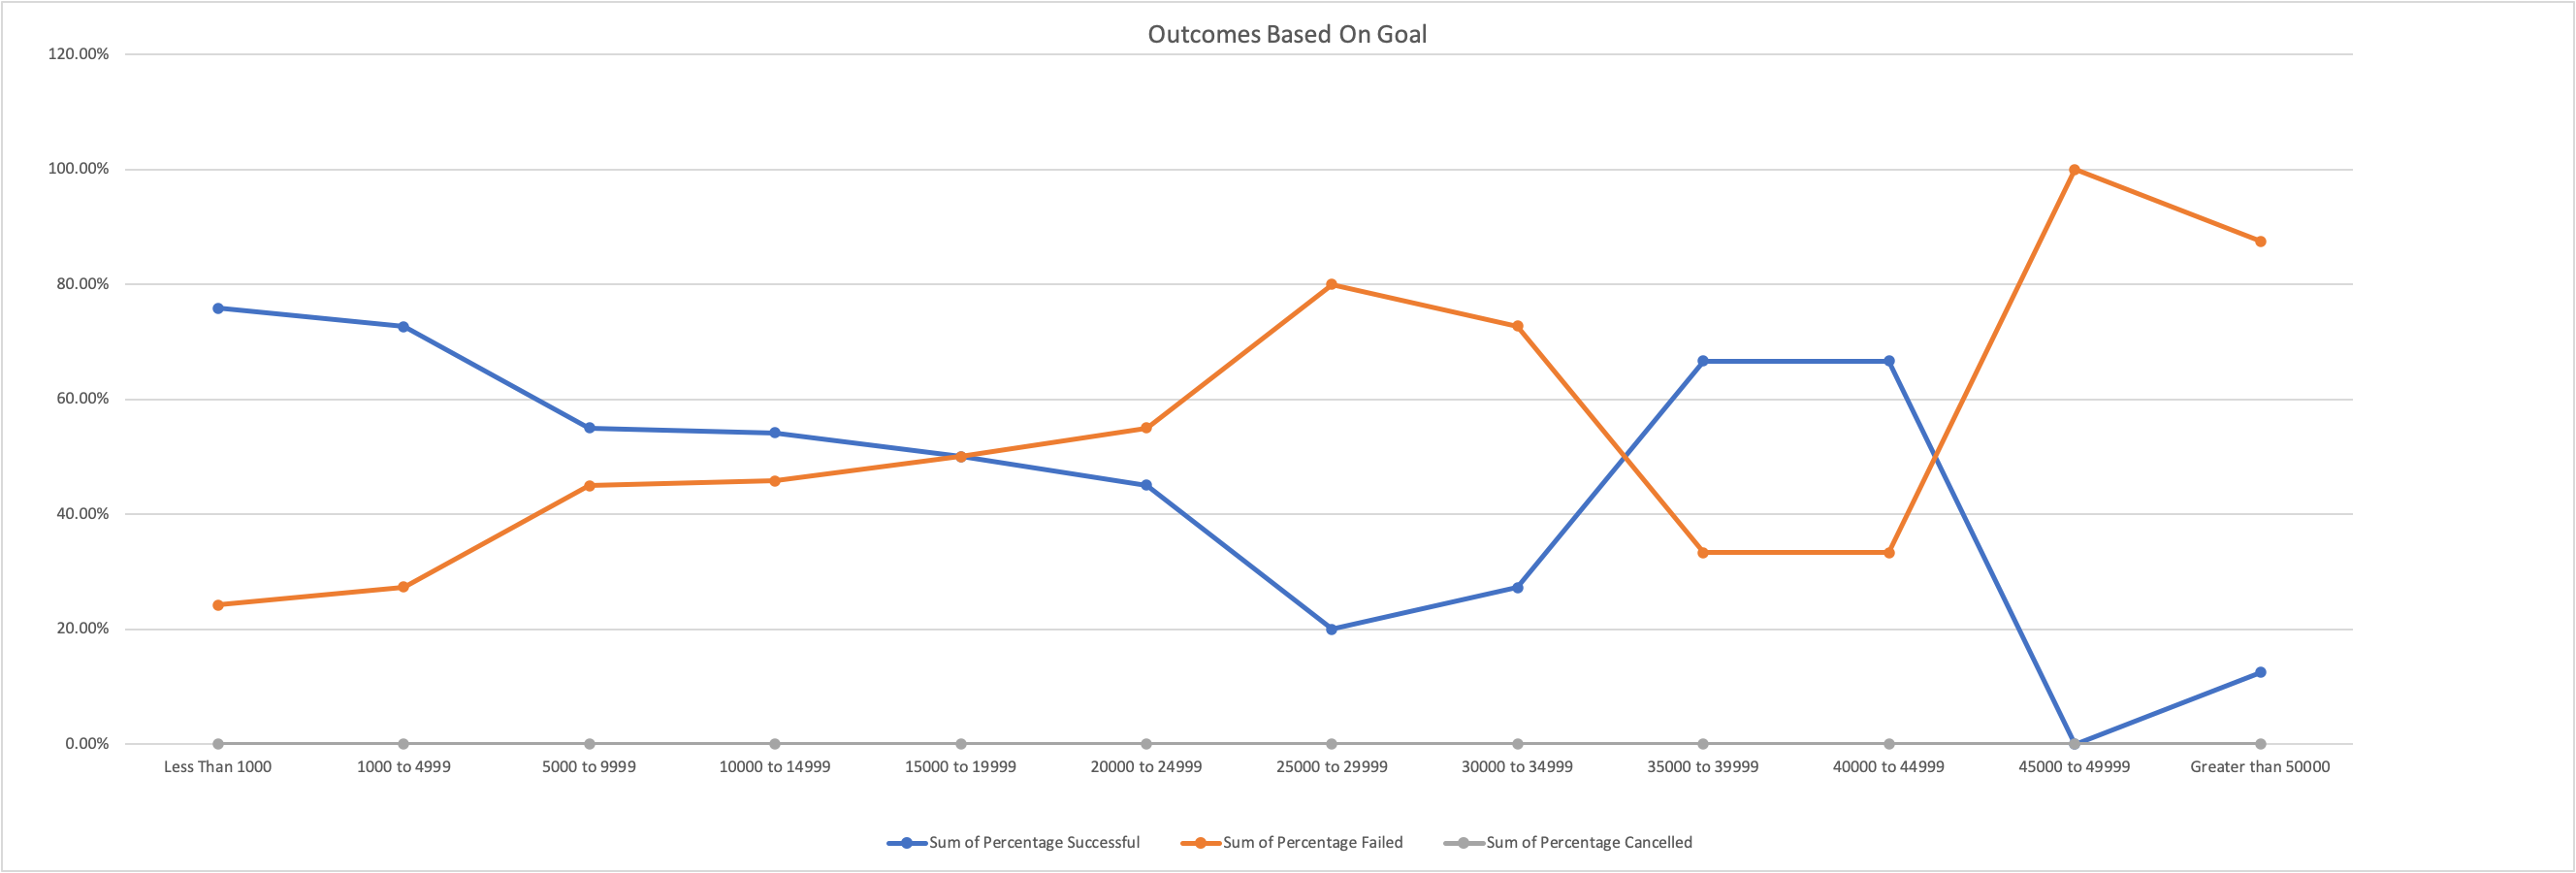 Outcomes Based On Goal
120.00%
100.00%
80.00%
60.00%
40.00%
20.00%
0.00%
Less Than 1000
1000 to 4999
5000 to 9999
10000 to 14999
15000 to 19999
20000 to 24999
25000 to 29999
30000 to 34999
35000 to 39999
40000 to 44999
45000 to 49999
Greater than 50000
Sum of Percentage Successful
Sum of Percentage Failed
Sum of Percentage Cancelled